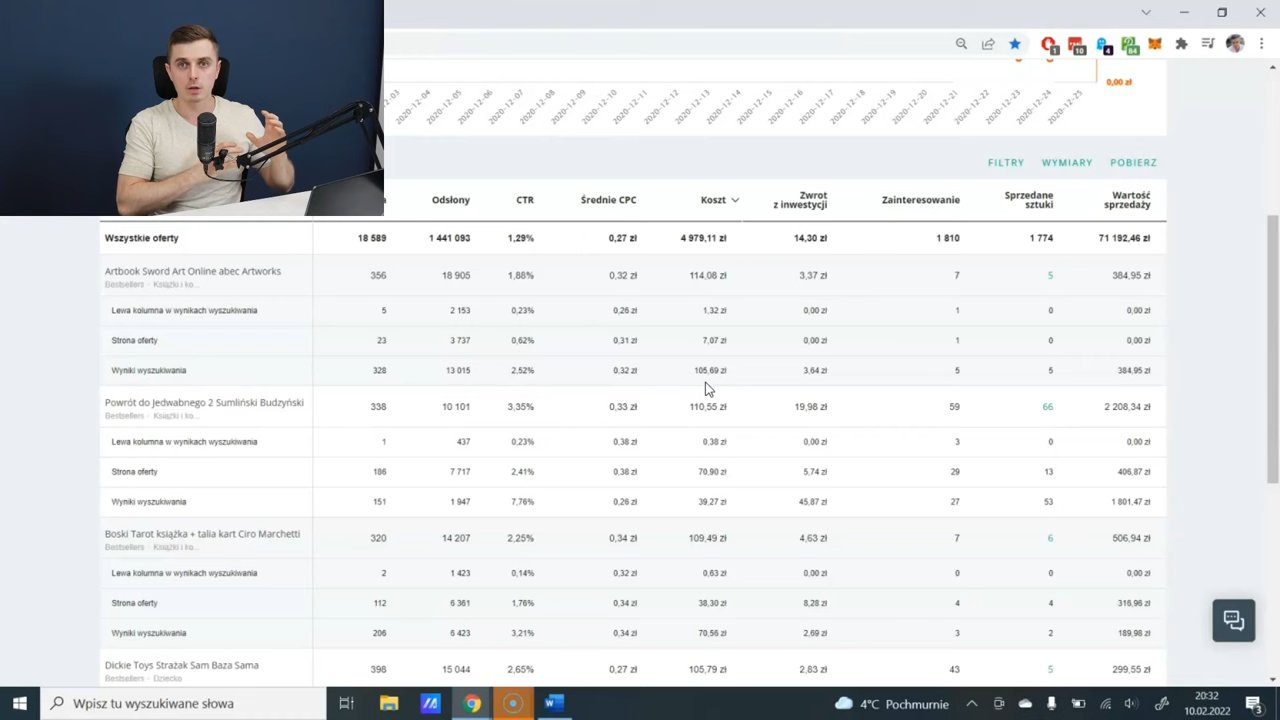 1
10
4
84
0,00 zł
2020-12-04
2020-12-05
2020-12-06
2020-12-07
2020-12-08
2020-12-09
2020-12-10
2020-12-11
2020-12-12
2020-12-13
2020-12-14
2020-12-15
2020-12-16
2020-12-17
2020-12-18
2020-12-19
2020-12-20
2020-12-21
2020-12-22
2020-12-23
2020-12-24
2020-12-25
FILTRY WYMIARY POBIERZ
Odsłony CTR Średnie CPC Koszt Zwrot z inwestycji Zainteresowanie Sprzedane sztuki Wartość sprzedaży
Wszystkie oferty 18 589 1 441 093 1,29% 0,27 zł 4 979,11 zł 14,30 zł 1 810 1 774 71 192,46 zł
Artbook Sword Art Online abec Artworks 356 18 905 1,88% 0,32 zł 114,08 zł 3,37 zł 7 5 384,95 zł
Bestsellers - Książki i ko...
Lewa kolumna w wynikach wyszukiwania 5 2 153 0,23% 0,26 zł 1,32 zł 0,00 zł 1 0 0,00 zł
Strona oferty 23 3 737 0,62% 0,31 zł 7,07 zł 0,00 zł 1 0 0,00 zł
Wyniki wyszukiwania 328 13 015 2,52% 0,32 zł 105,69 zł 3,64 zł 5 5 384,95 zł
Powrót do Jedwabnego 2 Sumliński Budzyński 338 10 101 3,35% 0,33 zł 110,55 zł 19,98 zł 59 66 2 208,34 zł
Bestsellers - Książki i ko...
Lewa kolumna w wynikach wyszukiwania 1 437 0,23% 0,38 zł 0,38 zł 0,00 zł 3 0 0,00 zł
Strona oferty 186 7 717 2,41% 0,38 zł 70,90 zł 5,74 zł 29 13 406,87 zł
Wyniki wyszukiwania 151 1 947 7,76% 0,26 zł 39,27 zł 45,87 zł 27 53 1 801,47 zł
Boski Tarot książka + talia kart Ciro Marchetti 320 14 207 2,25% 0,34 zł 109,49 zł 4,63 zł 7 6 506,94 zł
Bestsellers - Książki i ko...
Lewa kolumna w wynikach wyszukiwania 2 1 423 0,14% 0,32 zł 0,63 zł 0,00 zł 0 0 0,00 zł
Strona oferty 112 6 361 1,76% 0,34 zł 38,30 zł 8,28 zł 4 4 316,96 zł
Wyniki wyszukiwania 206 6 423 3,21% 0,34 zł 70,56 zł 2,69 zł 3 2 189,98 zł
Dickie Toys Strażak Sam Baza Sama 398 15 044 2,65% 0,27 zł 105,79 zł 2,83 zł 43 5 299,55 zł
Bestsellers - Dziecko
Wpisz tu wyszukiwane słowa
4°C Pochmurnie
20:32
10.02.2022
3